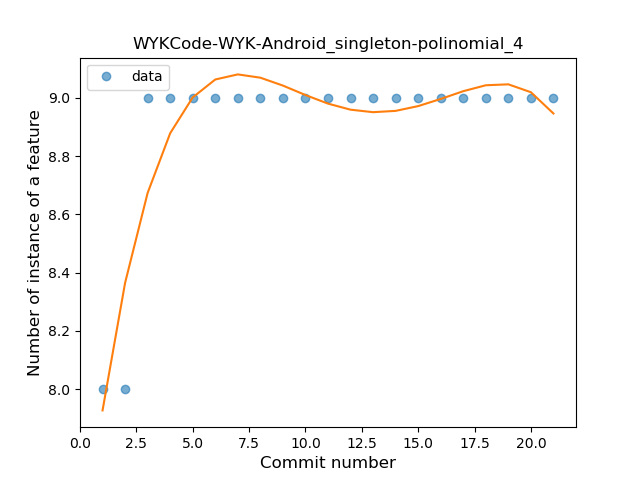 WYKCode-WYK-Android_singleton-polinomial_4
data
Number of instance of a feature
9.0
8.8
8.6
8.4
8.2
8.0
0.0 2.5 5.0 7.5 10.0 12.5 15.0 17.5 20.0
Commit number